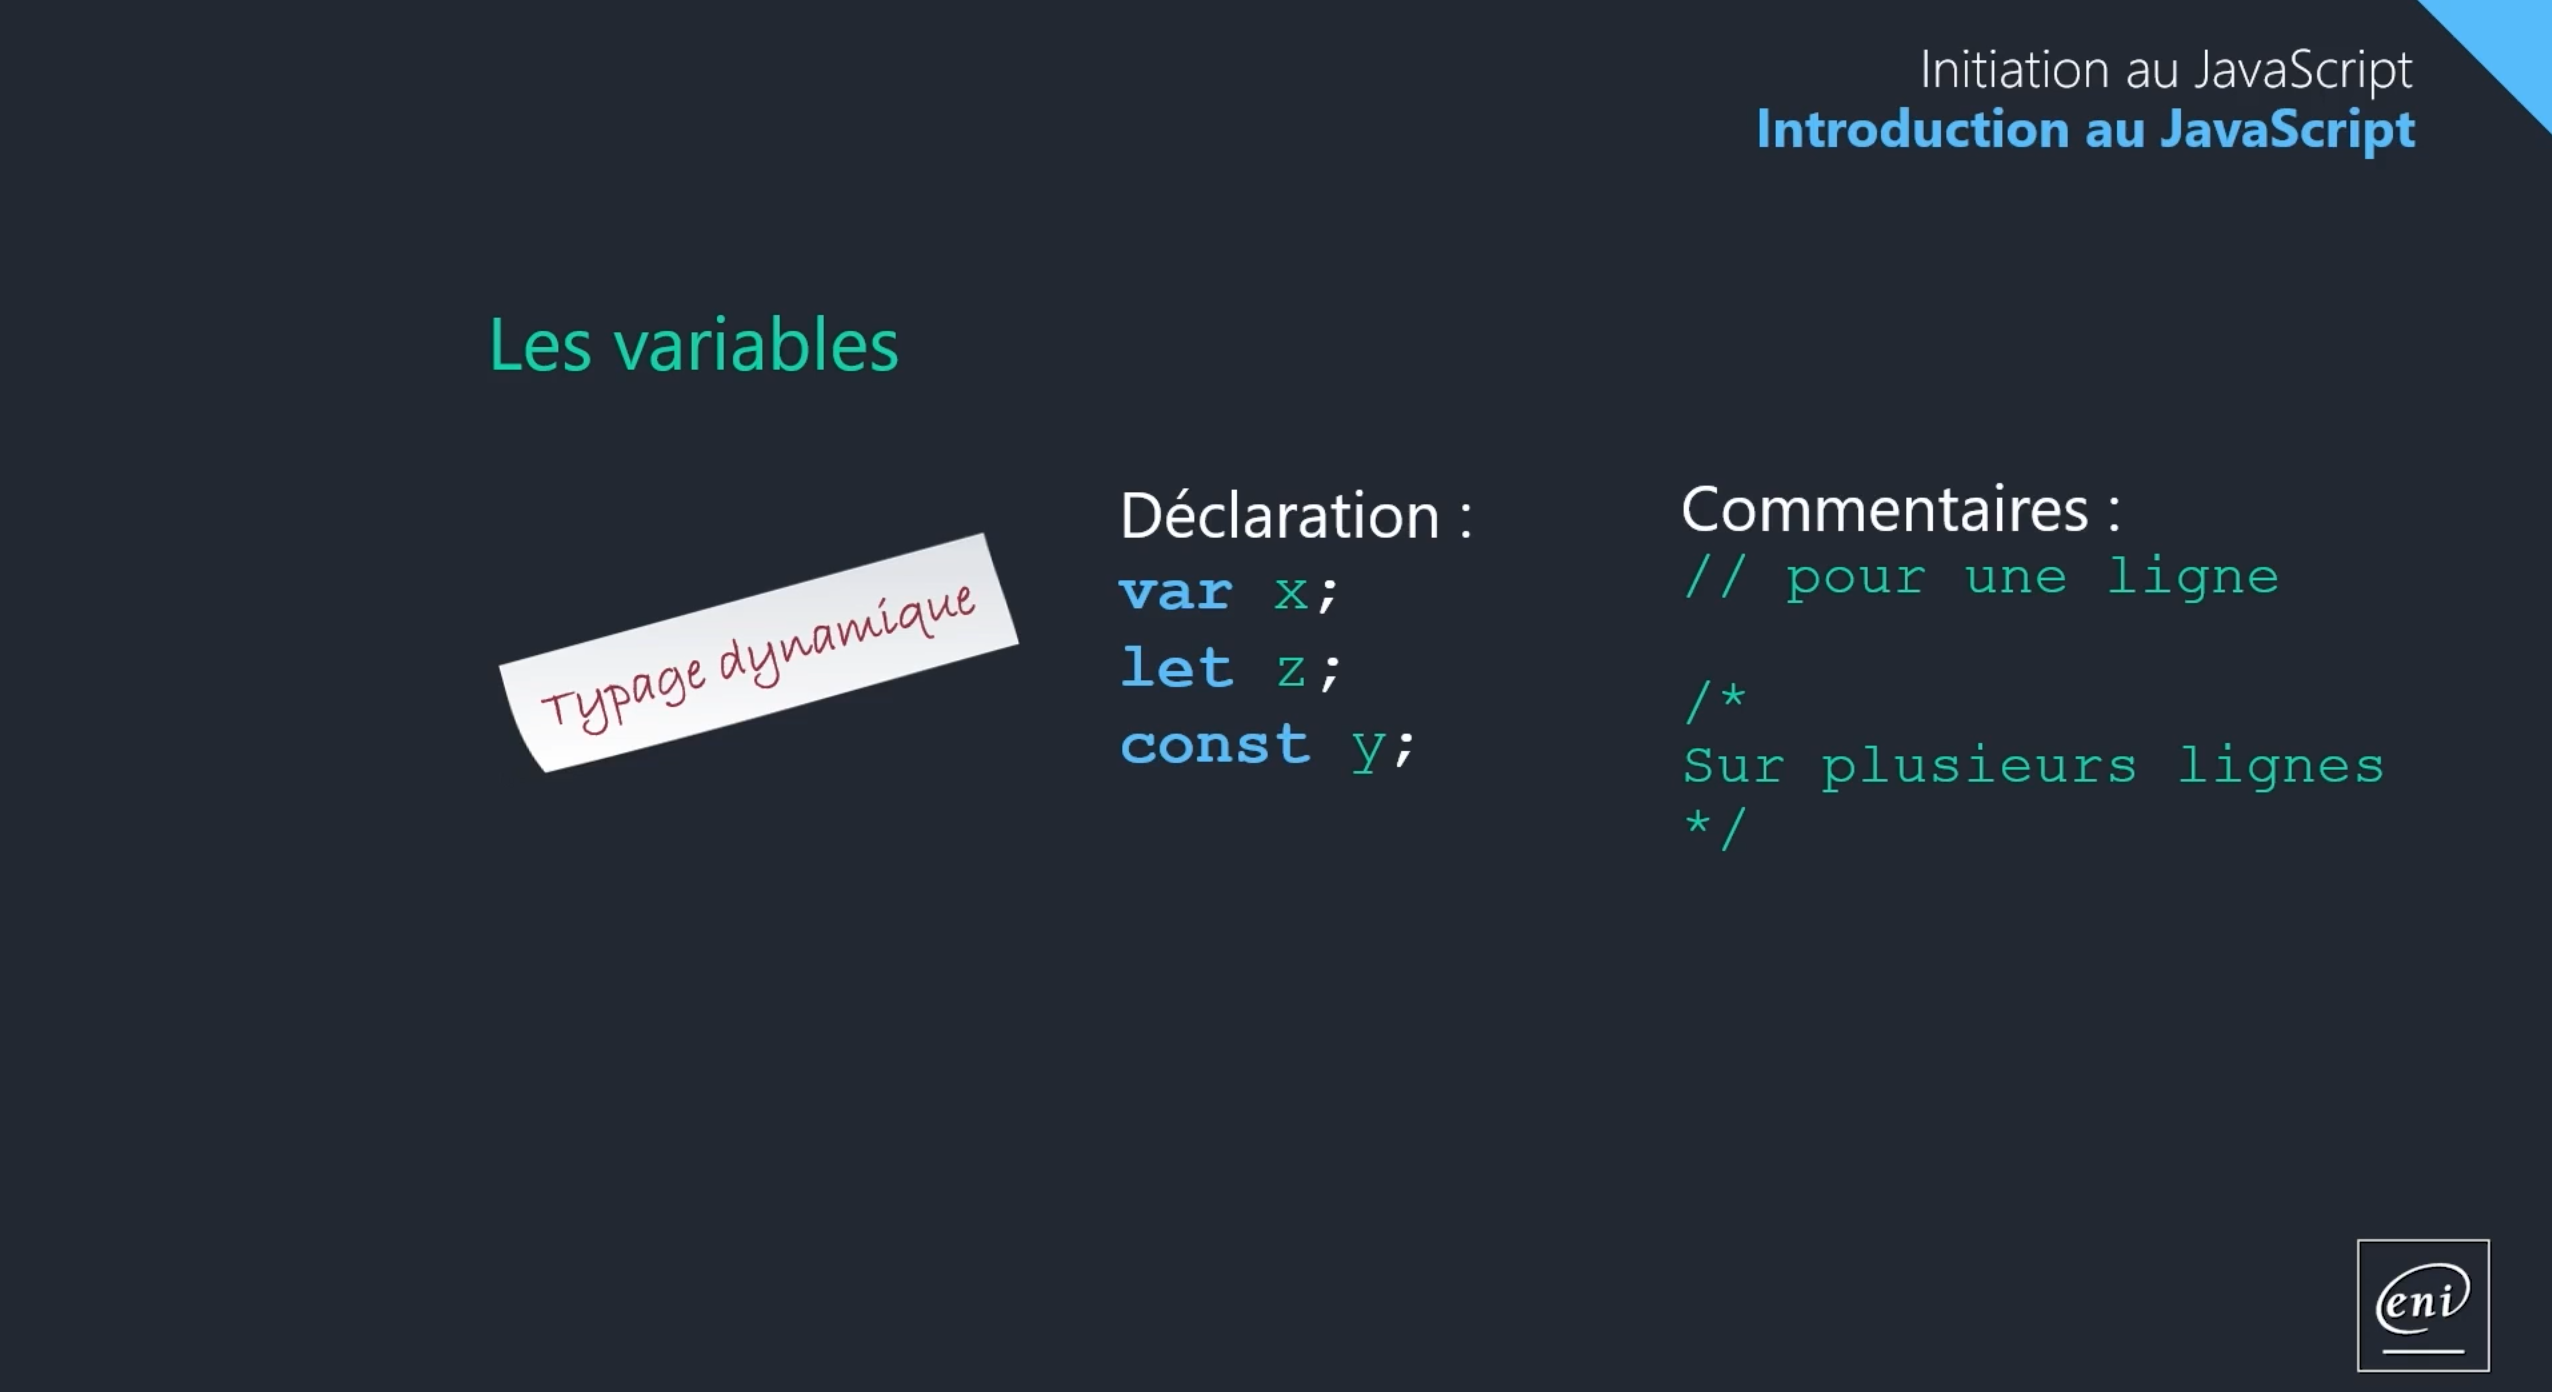 Initiation au JavaScript
Introduction au JavaScript
Les variables
Typage dynamique
Déclaration :
var x;
let z;
const y;
Commentaires :
// pour une ligne
/*
Sur plusieurs lignes
*/
eni